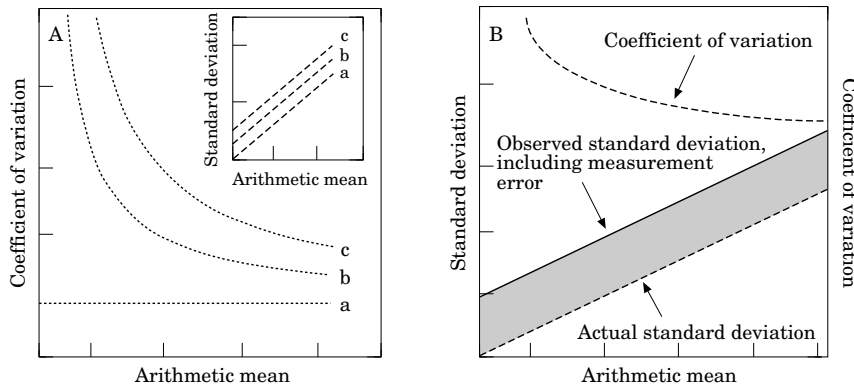 A
Coefficient of variation
Arithmetic mean
c
b
a
Standard deviation
Arithmetic mean
c
b
a
B
Standard deviation
Coefficient of variation
Arithmetic mean
Coefficient of variation
Observed standard deviation,
including measurement
error
Actual standard deviation